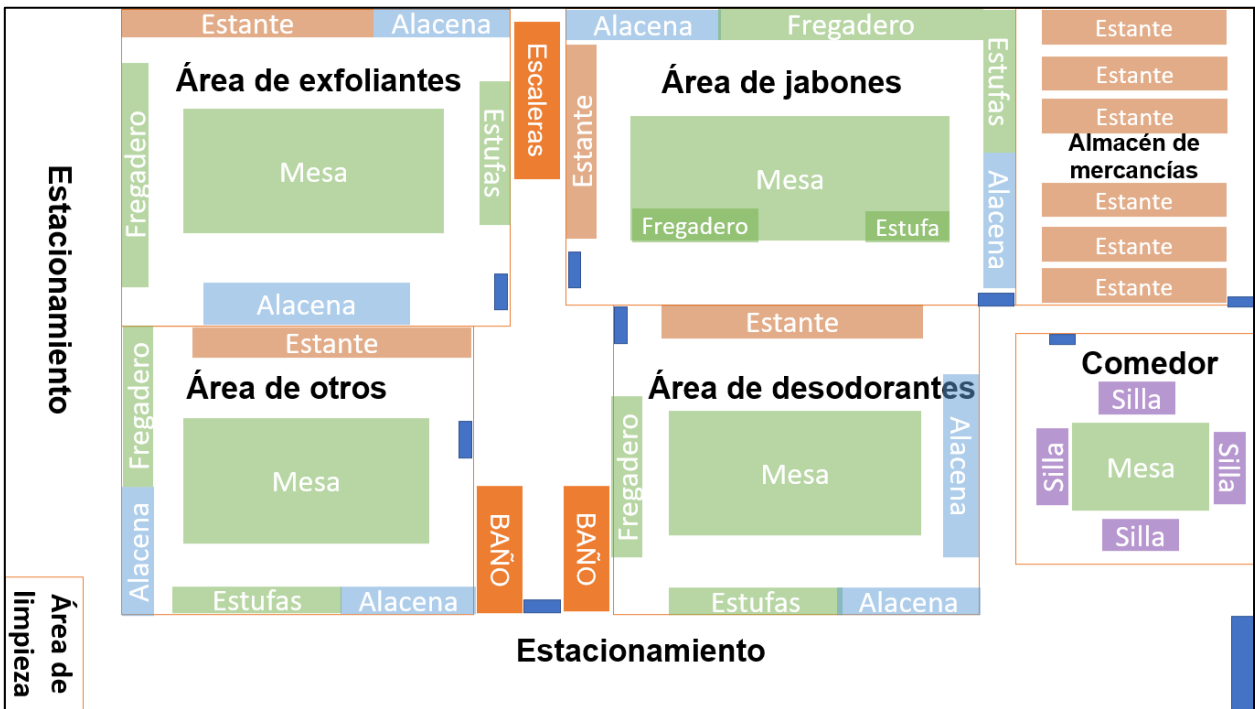 Estante
Alacena
Área de exfoliantes
Fregadero
Mesa
Estufas
Alacena
Escaleras
Alacena
Fregadero
Estufas
Área de jabones
Estante
Mesa
Fregadero
Estufa
Alacena
Estante
Estante
Estante
Almacén de
mercancías
Estante
Estante
Estante
Estacionamiento
Fregadero
Estante
Área de otros
Mesa
Alacena
Estufas
Alacena
BAÑO
BAÑO
Estante
Área de desodorantes
Fregadero
Mesa
Alacena
Estufas
Alacena
Comedor
Silla
Silla
Mesa
Silla
Silla
Área de
limpieza
Estacionamiento